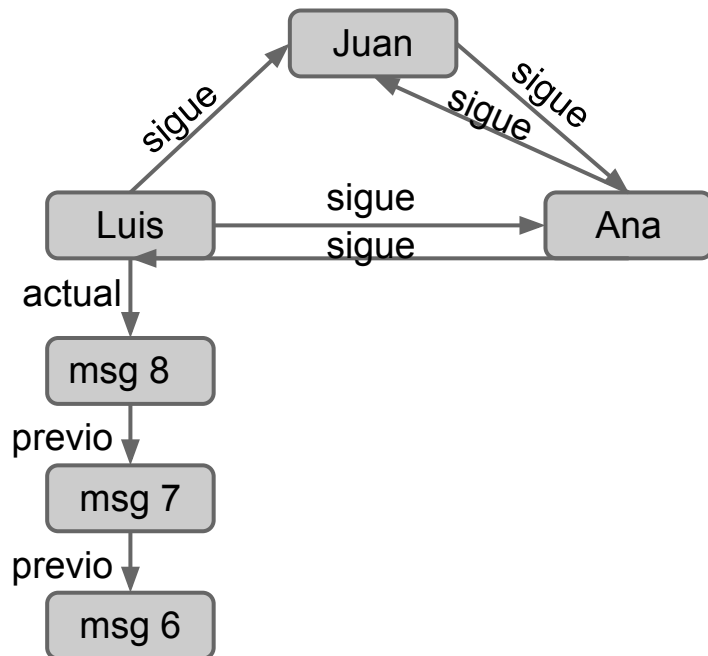 Juan
sigue
sigue
sigue
Luis
sigue
Ana
sigue
actual
msg 8
previo
msg 7
previo
msg 6